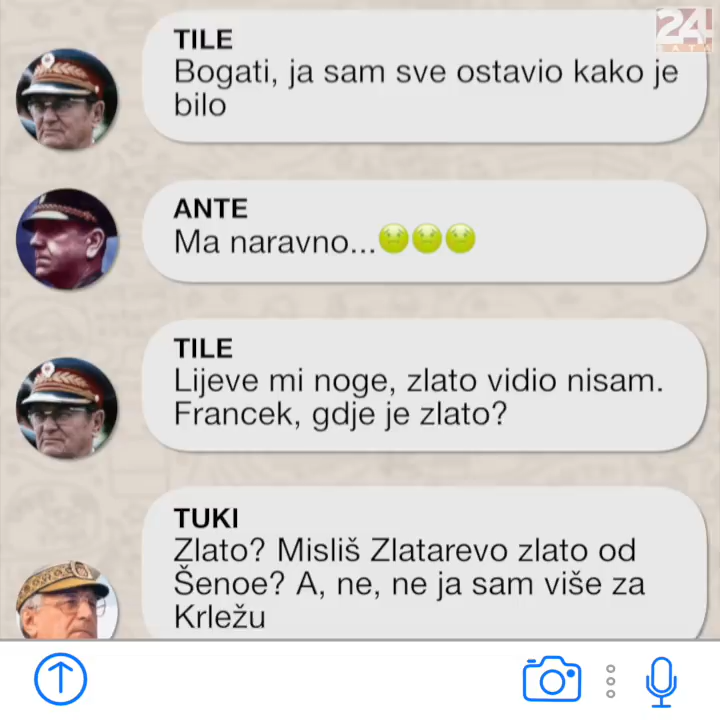 24!
SATA
TILE
Bogati, ja sam sve ostavio kako je
bilo
ANTE
Ma naravno...🤢🤢🤢
TILE
Lijeve mi noge, zlato vidio nisam.
Francek, gdje je zlato?
TUKI
Zlato? Misliš Zlatarevo zlato od
Šenoe? A, ne, ne ja sam više za
Krležu